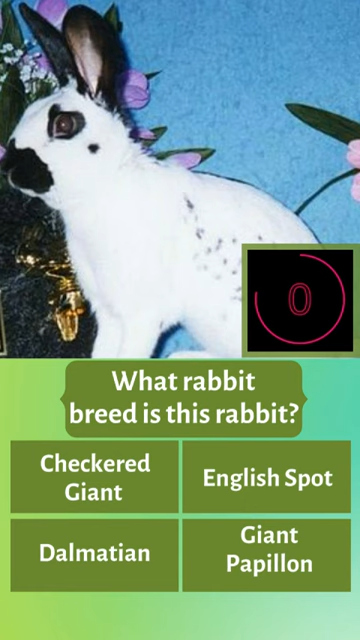 0
What rabbit
breed is this rabbit?
Checkered
Giant
English Spot
Dalmatian
Giant
Papillon